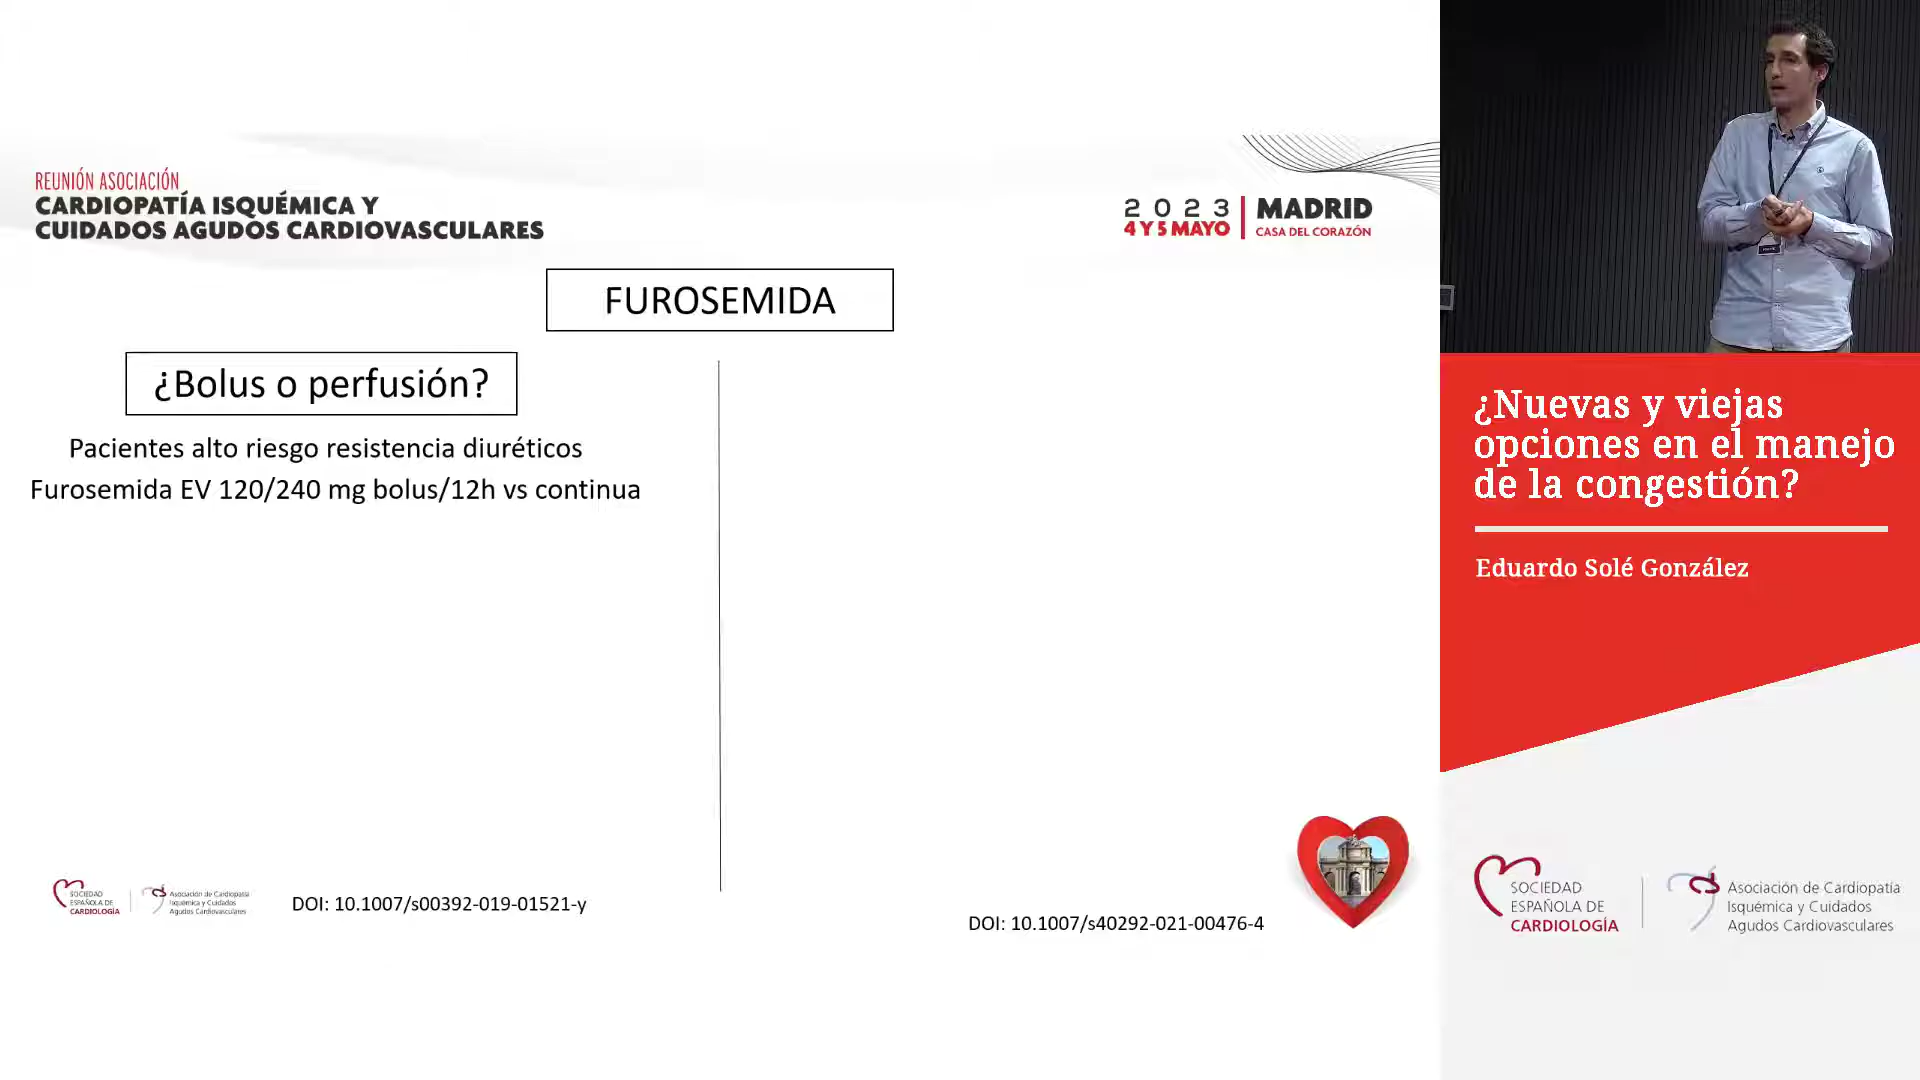 REUNIÓN ASOCIACIÓN
CARDIOPATÍA ISQUÉMICA Y
CUIDADOS AGUDOS CARDIOVASCULARES
2023
4 Y 5 MAYO
MADRID
CASA DEL CORAZÓN
FUROSEMIDA
¿Bolus o perfusión?
Pacientes alto riesgo resistencia diuréticos
Furosemida EV 120/240 mg bolus/12h vs continua
SOCIEDAD
ESPAÑOLA DE
CARDIOLOGÍA
Asociación de Cardiopatía
Isquémica y Cuidados
Agudos Cardiovasculares
DOI: 10.1007/s00392-019-01521-y
DOI: 10.1007/s40292-021-00476-4
¿Nuevas y viejas
opciones en el manejo
de la congestión?
Eduardo Solé González
SOCIEDAD
ESPAÑOLA DE
CARDIOLOGÍA
Asociación de Cardiopatía
Isquémica y Cuidados
Agudos Cardiovasculares